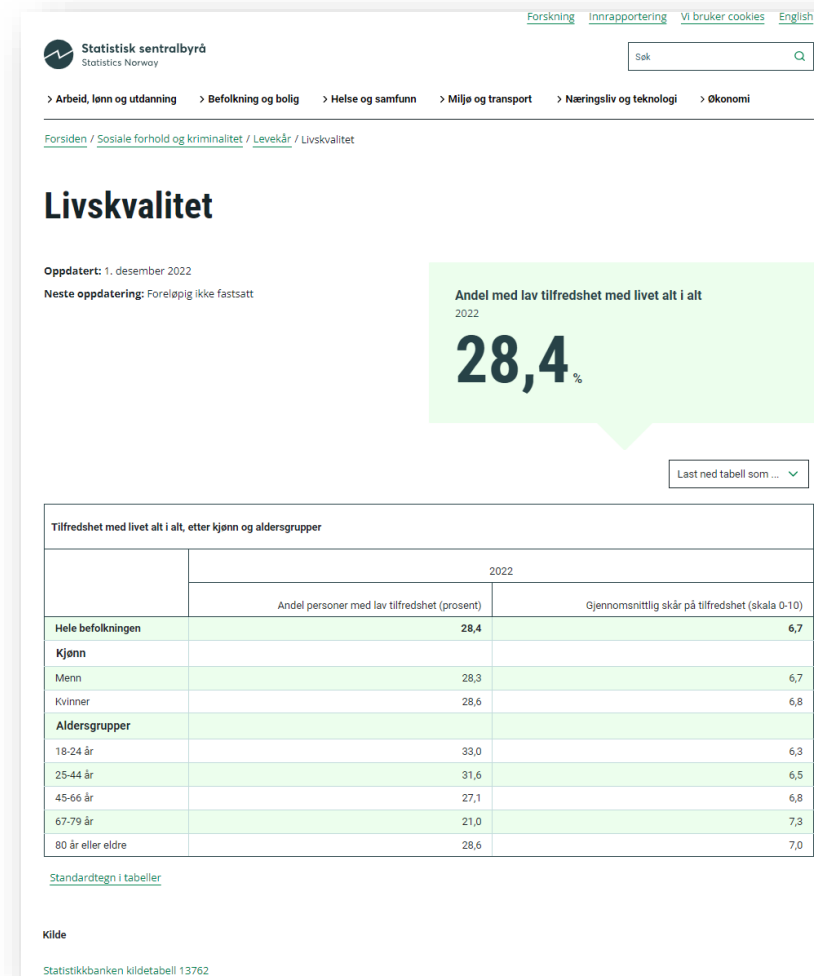 Forskning Innrapportering Vi bruker cookies English
Statistisk sentralbyrå
Statistics Norway
Søk
> Arbeid, lønn og utdanning > Befolkning og bolig > Helse og samfunn > Miljø og transport > Næringsliv og teknologi > Økonomi
Forsiden / Sosiale forhold og kriminalitet / Levekår / Livskvalitet
Livskvalitet
Oppdatert: 1. desember 2022
Neste oppdatering: Foreløpig ikke fastsatt
Andel med lav tilfredshet med livet alt i alt
2022
28,4 %
Last ned tabell som ...
Tilfredshet med livet alt i alt, etter kjønn og aldersgrupper
2022
Andel personer med lav tilfredshet (prosent) Gjennomsnittlig skår på tilfredshet (skala 0-10)
Hele befolkningen 28,4 6,7
Kjønn
Menn 28,3 6,7
Kvinner 28,6 6,8
Aldersgrupper
18-24 år 33,0 6,3
25-44 år 31,6 6,5
45-66 år 27,1 6,8
67-79 år 21,0 7,3
80 år eller eldre 28,6 7,0
Standardtegn i tabeller
Kilde
Statistikkbanken kildetabell 13762